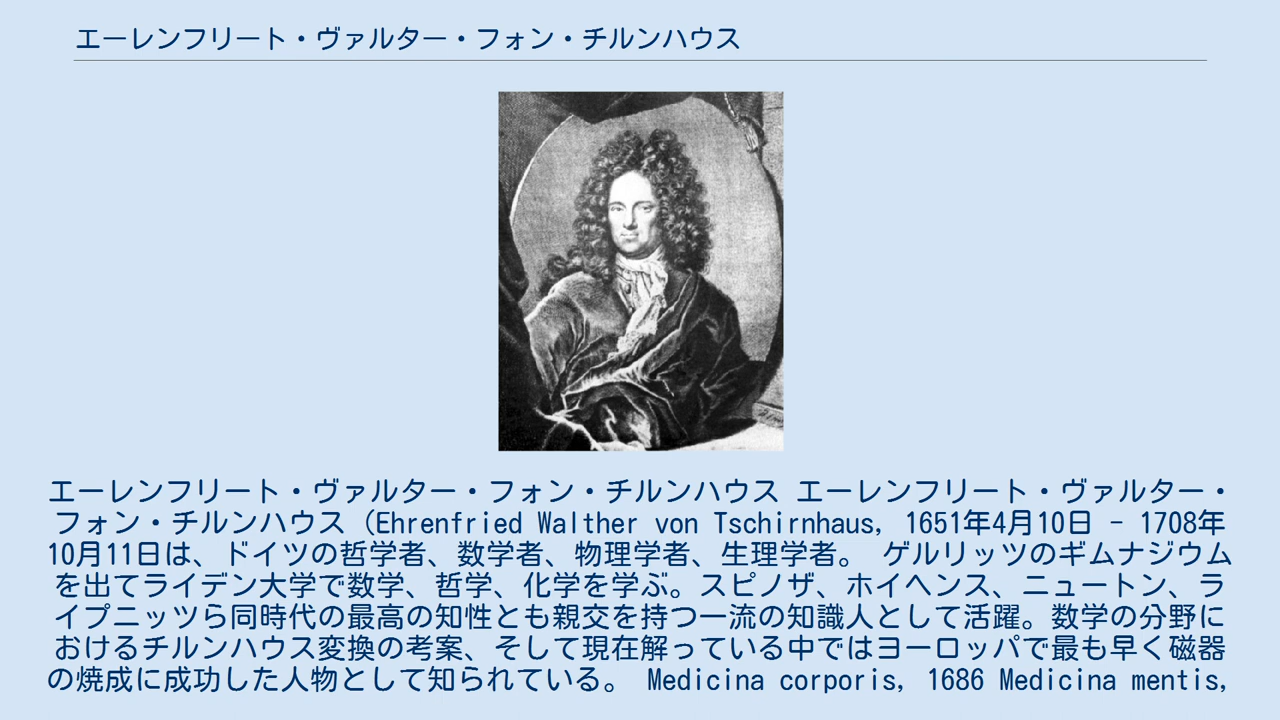 エーレンフリート・ヴァルター・フォン・チルンハウス
エーレンフリート・ヴァルター・フォン・チルンハウス エーレンフリート・ヴァルター・
フォン・チルンハウス（Ehrenfried Walther von Tschirnhaus, 1651年4月10日 - 1708年
10月11日は、ドイツの哲学者、数学者、物理学者、生理学者。 ゲルリッツのギムナジウム
を出てライデン大学で数学、哲学、化学を学ぶ。スピノザ、ホイヘンス、ニュートン、ラ
イプニッツら同時代の最高の知性とも親交を持つ一流の知識人として活躍。数学の分野に
おけるチルンハウス変換の考案、そして現在解っている中ではヨーロッパで最も早く磁器
の焼成に成功した人物として知られている。 Medicina corporis, 1686 Medicina mentis,